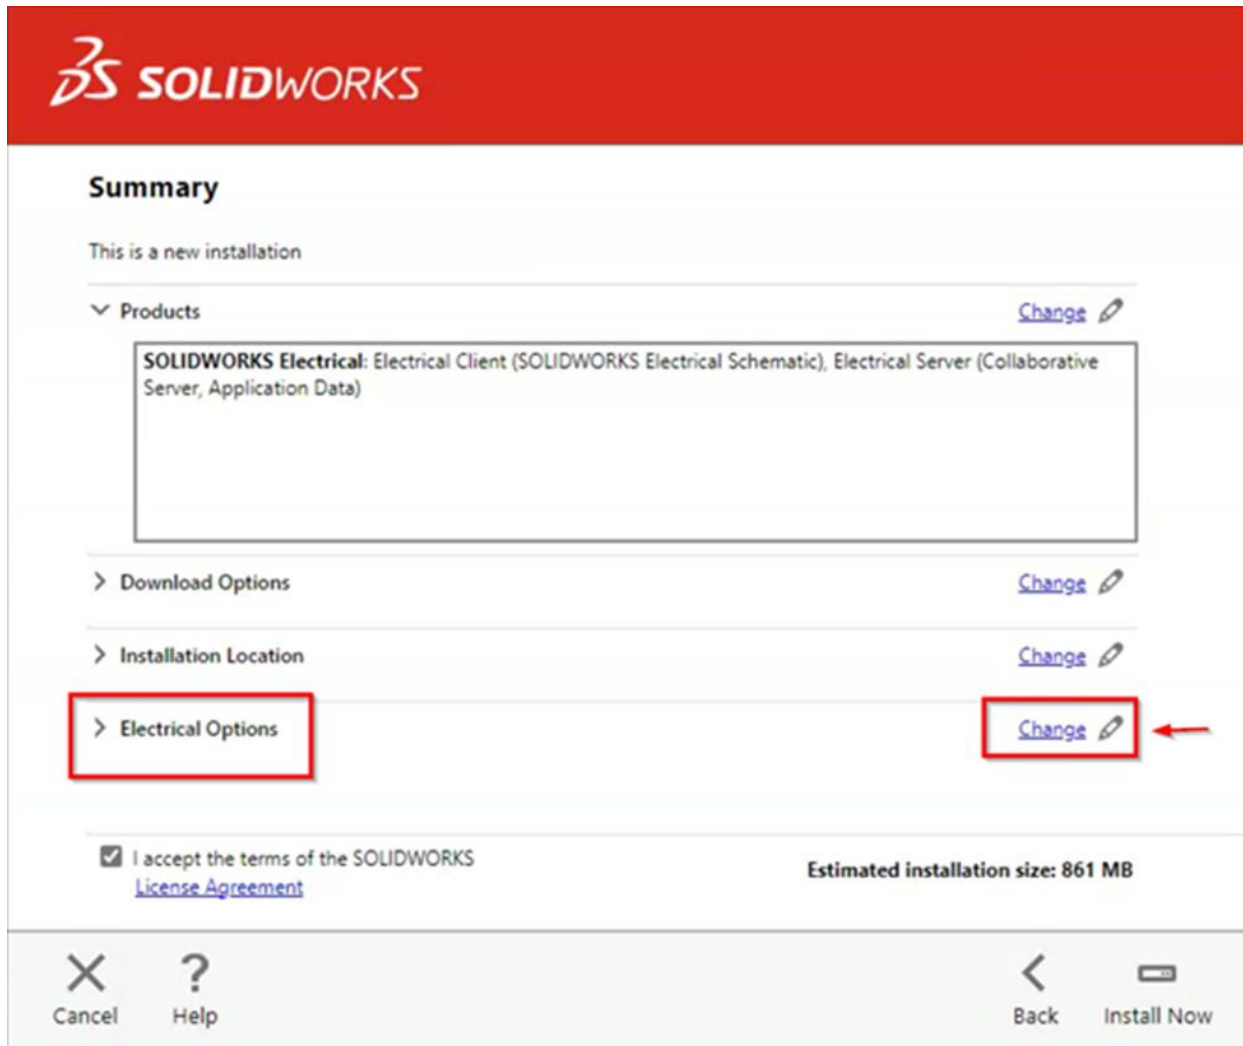 SOLIDWORKS
Summary
This is a new installation
Products
Change
SOLIDWORKS Electrical: Electrical Client (SOLIDWORKS Electrical Schematic), Electrical Server (Collaborative
Server, Application Data)
Download Options
Change
Installation Location
Change
Electrical Options
Change
I accept the terms of the SOLIDWORKS
License Agreement
Estimated installation size: 861 MB
Cancel
Help
Back
Install Now